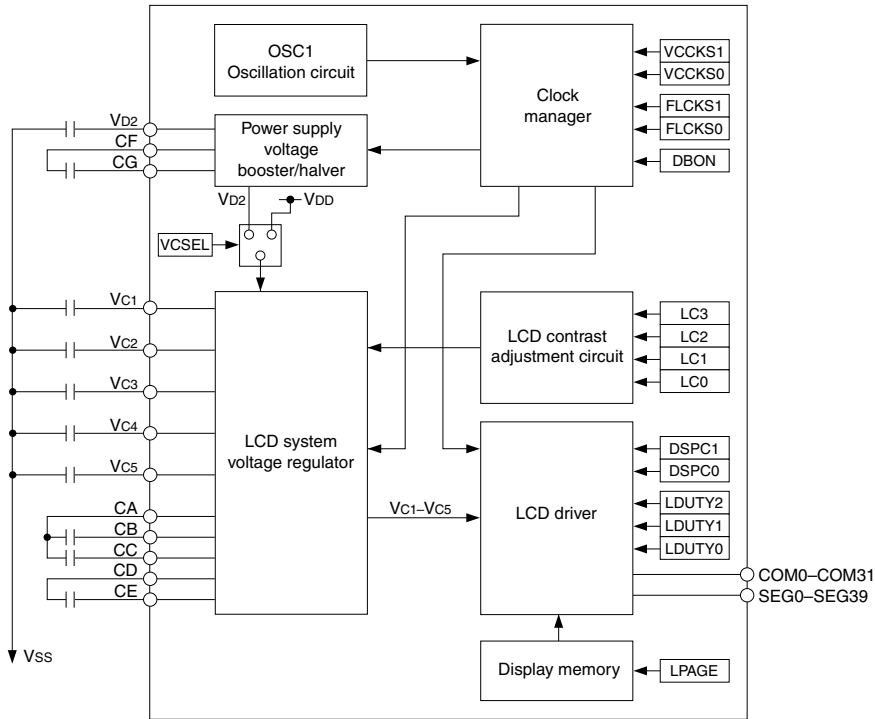 OSC1
Oscillation circuit
Clock
manager
VCCKS1
VCCKS0
FLCKS1
FLCKS0
DBON
VD2
CF
CG
Power supply
voltage
booster/halver
VD2
VDD
VCSEL
VC1
VC2
VC3
VC4
VC5
CA
CB
CC
CD
CE
VSS
LCD system
voltage regulator
LCD contrast
adjustment circuit
LC3
LC2
LC1
LC0
VC1–VC5
LCD driver
DSPC1
DSPC0
LDUTY2
LDUTY1
LDUTY0
COM0–COM31
SEG0–SEG39
Display memory
LPAGE